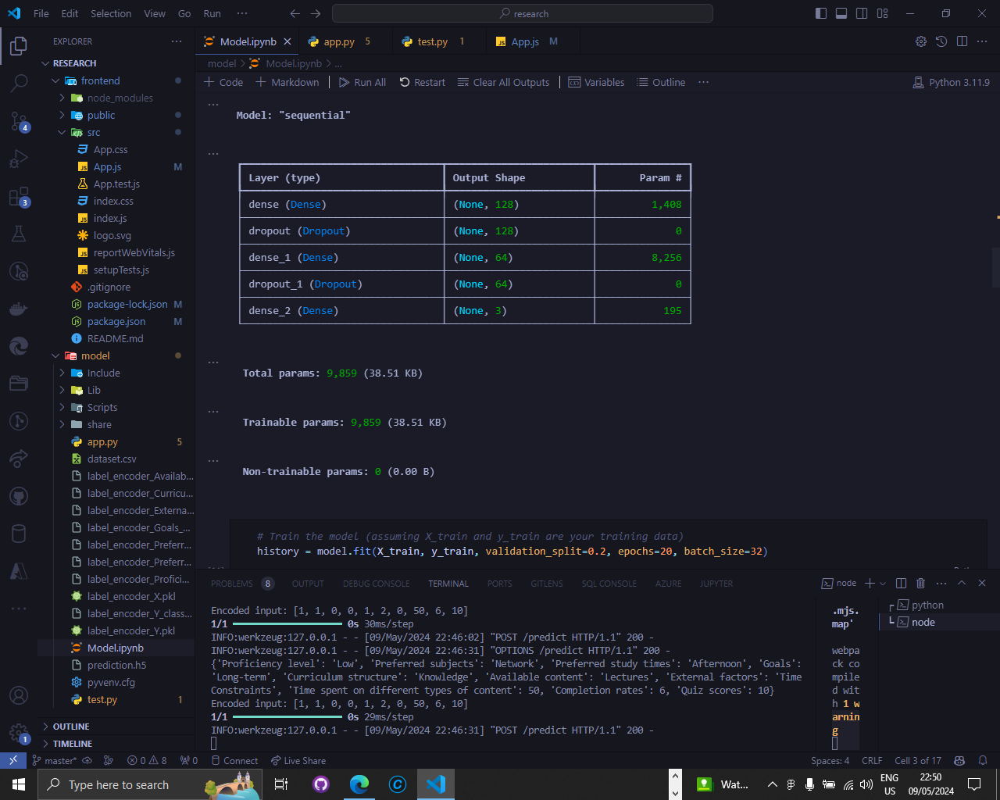 File Edit Selection View Go Run ··· research
EXPLORER ···
RESEARCH
frontend
node_modules
public
src
App.css
App.js M
App.test.js
index.css
index.js
logo.svg
reportWebVitals.js
setupTests.js
.gitignore
package-lock.json M
package.json M
README.md
model
Include
Lib
Scripts
share
app.py 5
dataset.csv
label_encoder_Availab...
label_encoder_Curricu...
label_encoder_Externa...
label_encoder_Goals_...
label_encoder_Preferr...
label_encoder_Preferr...
label_encoder_Profici...
label_encoder_X.pkl
label_encoder_Y_class...
label_encoder_Y.pkl
Model.ipynb
prediction.h5
pyvenv.cfg
test.py 1
OUTLINE
TIMELINE
4
3
1
Model.ipynb app.py 5 test.py 1 App.js M
model > Model.ipynb > ...
Code Markdown Run All Restart Clear All Outputs Variables Outline ··· Python 3.11.9
Model: "sequential"
Layer (type) Output Shape Param #
dense (Dense) (None, 128) 1,408
dropout (Dropout) (None, 128) 0
dense_1 (Dense) (None, 64) 8,256
dropout_1 (Dropout) (None, 64) 0
dense_2 (Dense) (None, 3) 195
Total params: 9,859 (38.51 KB)
Trainable params: 9,859 (38.51 KB)
Non-trainable params: 0 (0.00 B)
# Train the model (assuming X_train and y_train are your training data)
history = model.fit(X_train, y_train, validation_split=0.2, epochs=20, batch_size=32)
PROBLEMS 8 OUTPUT DEBUG CONSOLE TERMINAL PORTS GITLENS SQL CONSOLE AZURE JUPYTER node
Encoded input: [1, 1, 0, 0, 1, 2, 0, 50, 6, 10]
1/1 0s 30ms/step
INFO:werkzeug:127.0.0.1 - - [09/May/2024 22:46:02] "POST /predict HTTP/1.1" 200 -
INFO:werkzeug:127.0.0.1 - - [09/May/2024 22:46:31] "OPTIONS /predict HTTP/1.1" 200 -
{'Proficiency level': 'Low', 'Preferred subjects': 'Network', 'Preferred study times': 'Afternoon', 'Goals':
'Long-term', 'Curriculum structure': 'Knowledge', 'Available content': 'Lectures', 'External factors': 'Time
Constraints', 'Time spent on different types of content': 50, 'Completion rates': 6, 'Quiz scores': 10}
Encoded input: [1, 1, 0, 0, 1, 2, 0, 50, 6, 10]
1/1 0s 29ms/step
INFO:werkzeug:127.0.0.1 - - [09/May/2024 22:46:31] "POST /predict HTTP/1.1" 200 -
.mjs.
map'
webpa
ck co
mpile
d wit
h 1 w
arnin
g
python
node
master* 0 8 0 Connect Live Share Spaces: 4 CRLF Cell 3 of 17
Type here to search Wat... ENG
US
22:50
09/05/2024